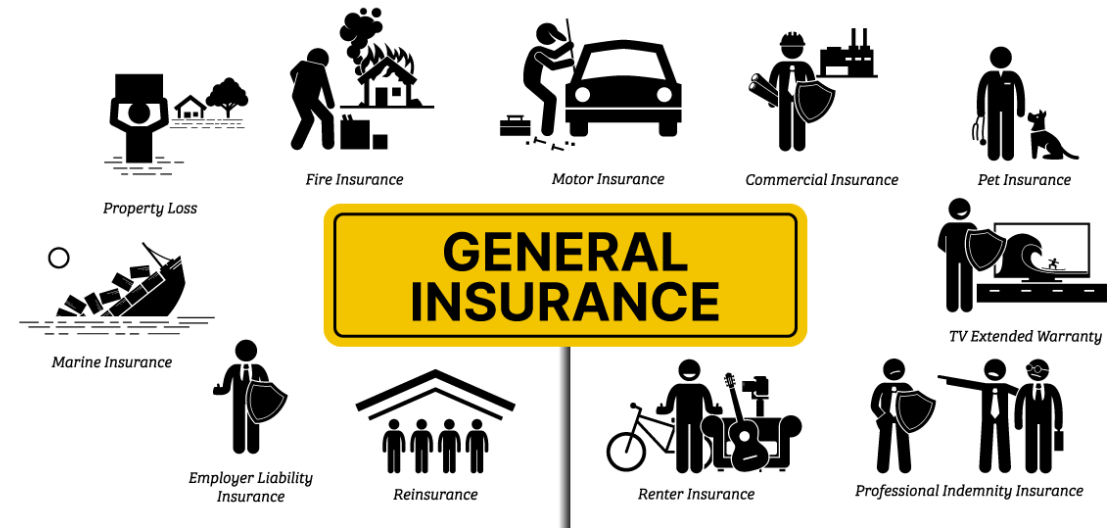 Fire Insurance
Motor Insurance
Commercial Insurance
Pet Insurance
Property Loss
GENERAL
INSURANCE
TV Extended Warranty
Marine Insurance
Employer Liability
Insurance
Reinsurance
Renter Insurance
Professional Indemnity Insurance